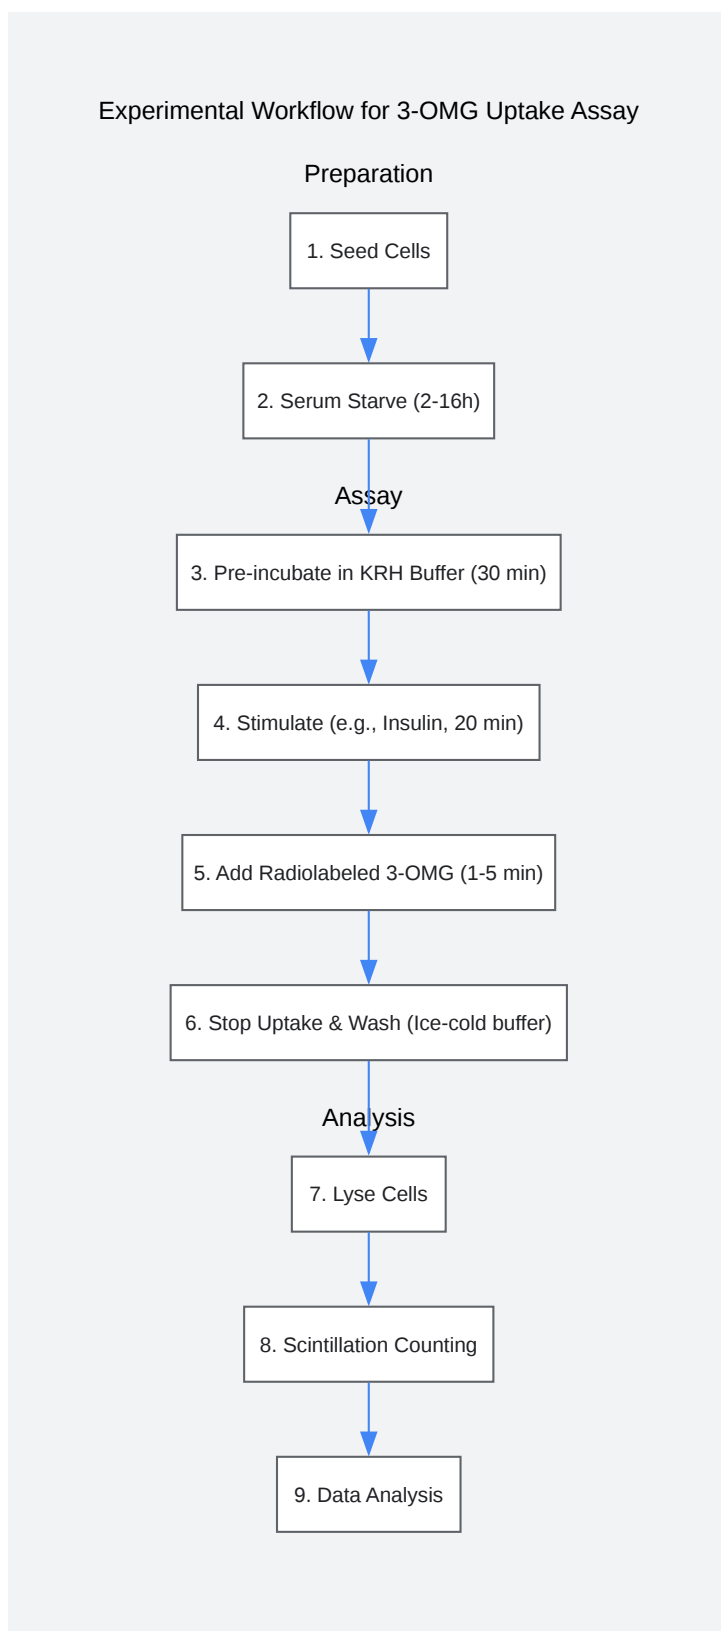 Experimental Workflow for 3-OMG Uptake Assay
Preparation
1. Seed Cells
2. Serum Starve (2-16h)
Assay
3. Pre-incubate in KRH Buffer (30 min)
4. Stimulate (e.g., Insulin, 20 min)
5. Add Radiolabeled 3-OMG (1-5 min)
6. Stop Uptake & Wash (Ice-cold buffer)
Analysis
7. Lyse Cells
8. Scintillation Counting
9. Data Analysis